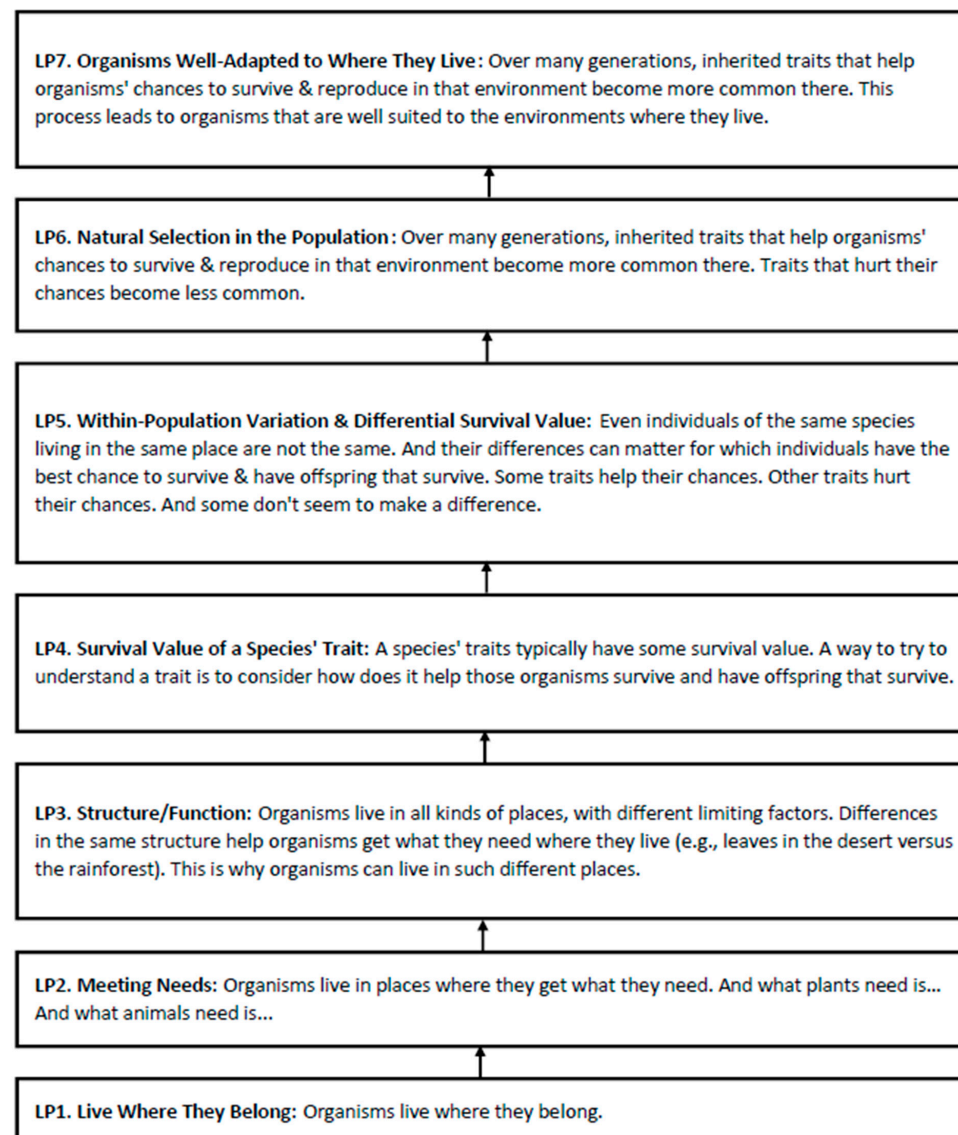 LP7. Organisms Well-Adapted to Where They Live: Over many generations, inherited traits that help
organisms' chances to survive & reproduce in that environment become more common there. This
process leads to organisms that are well suited to the environments where they live.
LP6. Natural Selection in the Population: Over many generations, inherited traits that help organisms'
chances to survive & reproduce in that environment become more common there. Traits that hurt their
chances become less common.
LP5. Within-Population Variation & Differential Survival Value: Even individuals of the same species
living in the same place are not the same. And their differences can matter for which individuals have the
best chance to survive & have offspring that survive. Some traits help their chances. Other traits hurt
their chances. And some don't seem to make a difference.
LP4. Survival Value of a Species' Trait: A species' traits typically have some survival value. A way to try to
understand a trait is to consider how does it help those organisms survive and have offspring that survive.
LP3. Structure/Function: Organisms live in all kinds of places, with different limiting factors. Differences
in the same structure help organisms get what they need where they live (e.g., leaves in the desert versus
the rainforest). This is why organisms can live in such different places.
LP2. Meeting Needs: Organisms live in places where they get what they need. And what plants need is...
And what animals need is...
LP1. Live Where They Belong: Organisms live where they belong.